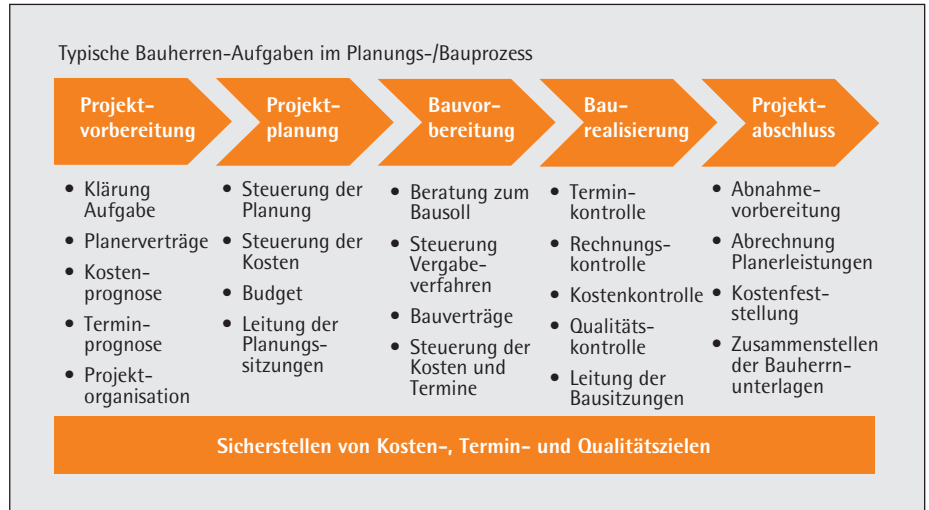 Typische Bauherren-Aufgaben im Planungs-/Bauprozess
Projekt-
vorbereitung
Projekt-
planung
Bauvor-
bereitung
Bau-
realisierung
Projekt-
abschluss
• Klärung
Aufgabe
• Planerverträge
• Kosten-
prognose
• Termin-
prognose
• Projekt-
organisation
• Steuerung der
Planung
• Steuerung der
Kosten
• Budget
• Leitung der
Planungs-
sitzungen
• Beratung zum
Bausoll
• Steuerung
Vergabe-
verfahren
• Bauverträge
• Steuerung der
Kosten und
Termine
• Termin-
kontrolle
• Rechnungs-
kontrolle
• Kostenkontrolle
• Qualitäts-
kontrolle
• Leitung der
Bausitzungen
• Abnahme-
vorbereitung
• Abrechnung
Planerleistungen
• Kostenfest-
stellung
• Zusammenstellen
der Bauherrn-
unterlagen
Sicherstellen von Kosten-, Termin- und Qualitätszielen